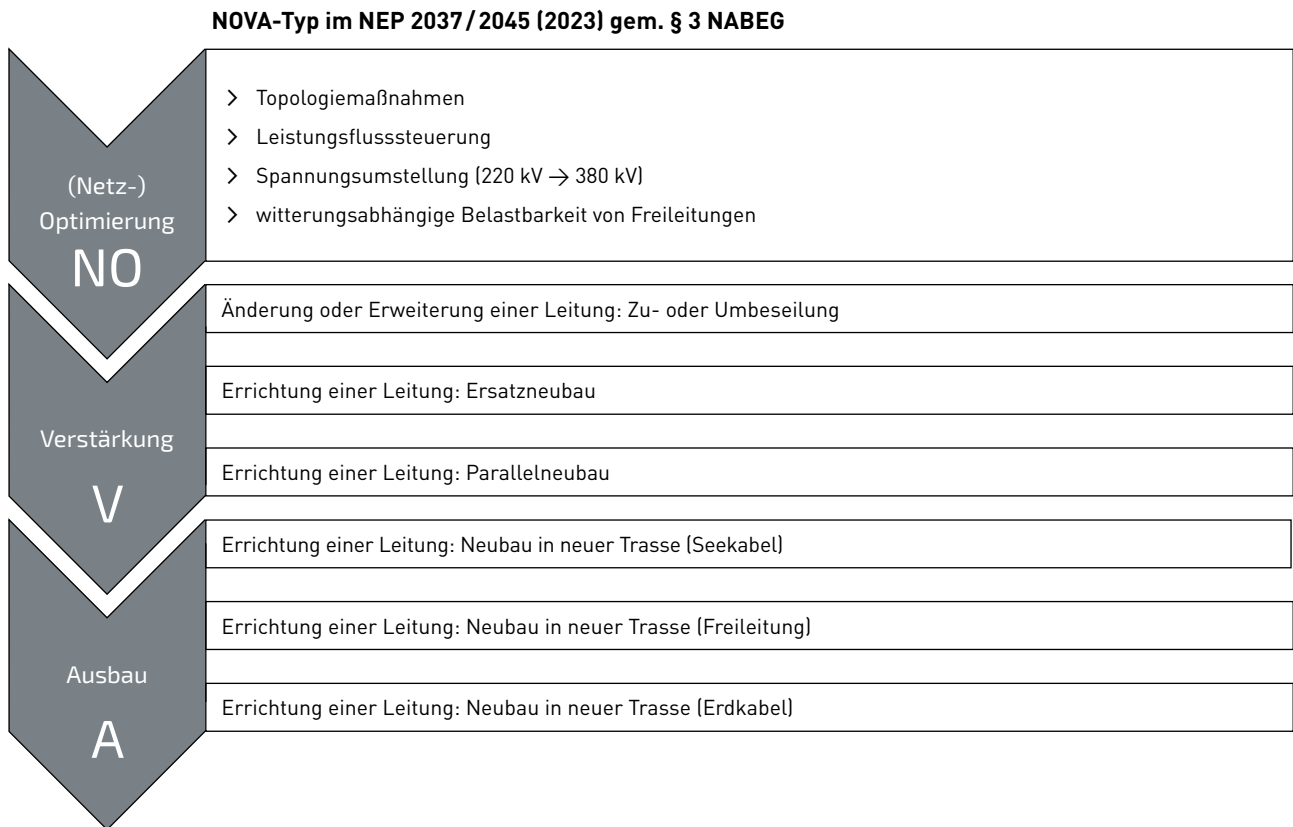 NOVA-Typ im NEP 2037/2045 (2023) gem. § 3 NABEG
(Netz-)
Optimierung
NO
> Topologiemaßnahmen
> Leistungsflusssteuerung
> Spannungsumstellung (220 kV → 380 kV)
> witterungsabhängige Belastbarkeit von Freileitungen
Verstärkung
V
Änderung oder Erweiterung einer Leitung: Zu- oder Umbeseilung
Errichtung einer Leitung: Ersatzneubau
Errichtung einer Leitung: Parallelneubau
Ausbau
A
Errichtung einer Leitung: Neubau in neuer Trasse (Seekabel)
Errichtung einer Leitung: Neubau in neuer Trasse (Freileitung)
Errichtung einer Leitung: Neubau in neuer Trasse (Erdkabel)